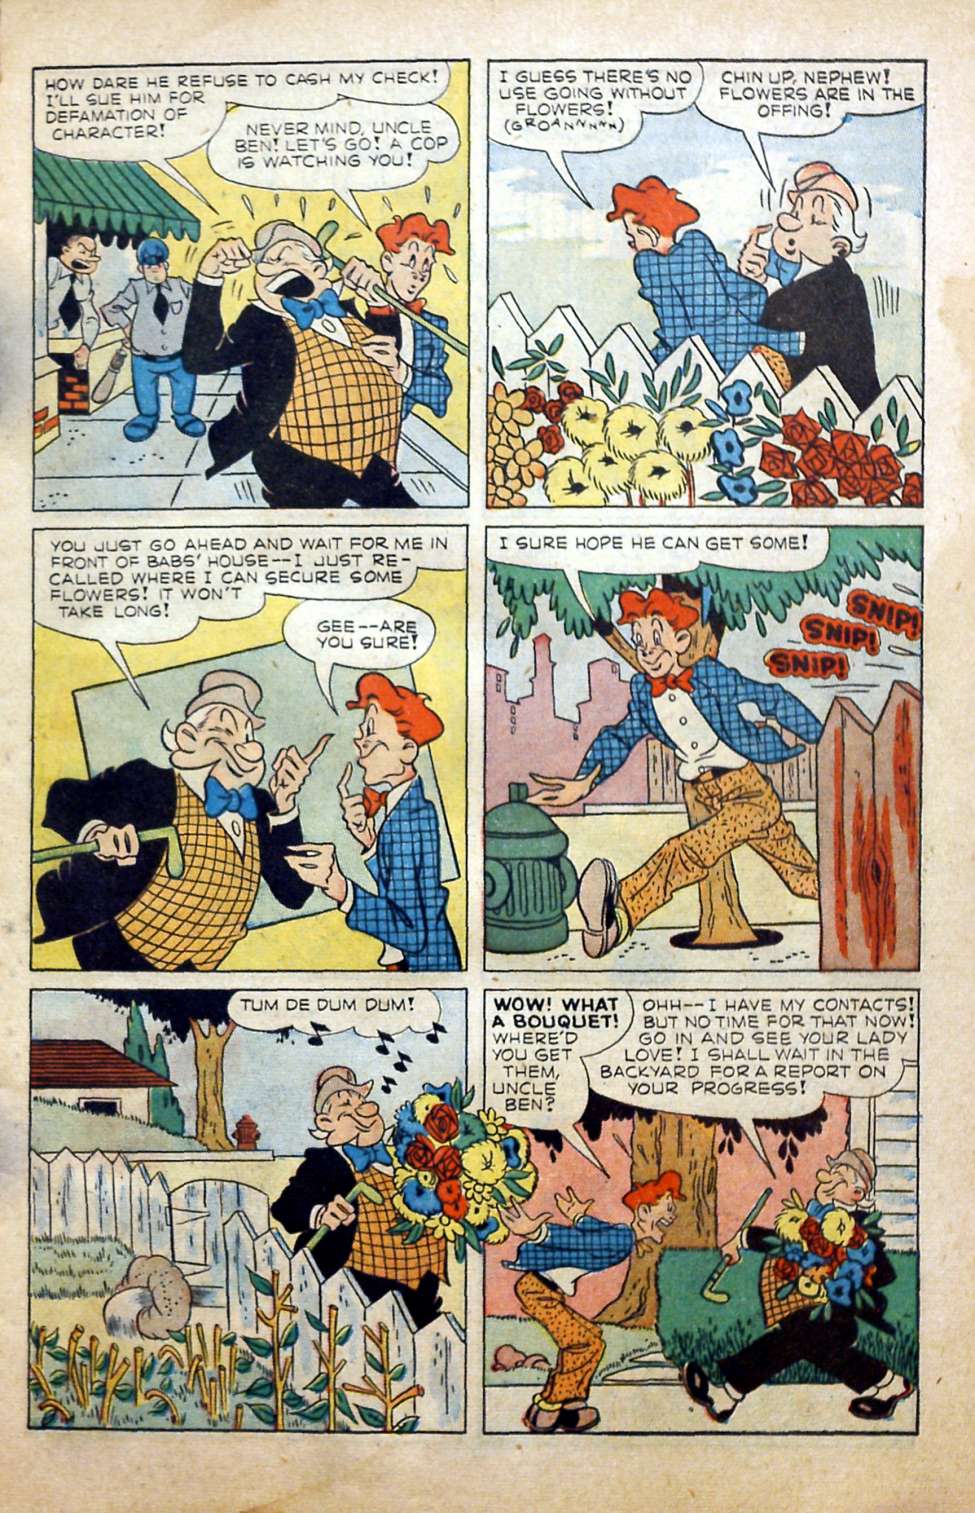 HOW DARE HE REFUSE TO CASH MY CHECK!
I'LL SUE HIM FOR
DEFAMATION OF
CHARACTER!
NEVER MIND, UNCLE
BEN! LET'S GO! A COP
IS WATCHING YOU!
I GUESS THERE'S NO
USE GOING WITHOUT
FLOWERS!
(GROANNNNN)
CHIN UP, NEPHEW!
FLOWERS ARE IN THE
OFFING!
YOU JUST GO AHEAD AND WAIT FOR ME IN
FRONT OF BABS' HOUSE--I JUST RE-
CALLED WHERE I CAN SECURE SOME
FLOWERS! IT WON'T
TAKE LONG!
GEE--ARE
YOU SURE!
I SURE HOPE HE CAN GET SOME!
SNIP!
SNIP!
SNIP!
TUM DE DUM DUM!
WOW! WHAT
A BOUQUET!
WHERE'D
YOU GET
THEM,
UNCLE
BEN?
OHH--I HAVE MY CONTACTS!
BUT NO TIME FOR THAT NOW!
GO IN AND SEE YOUR LADY
LOVE! I SHALL WAIT IN THE
BACKYARD FOR A REPORT ON
YOUR PROGRESS!